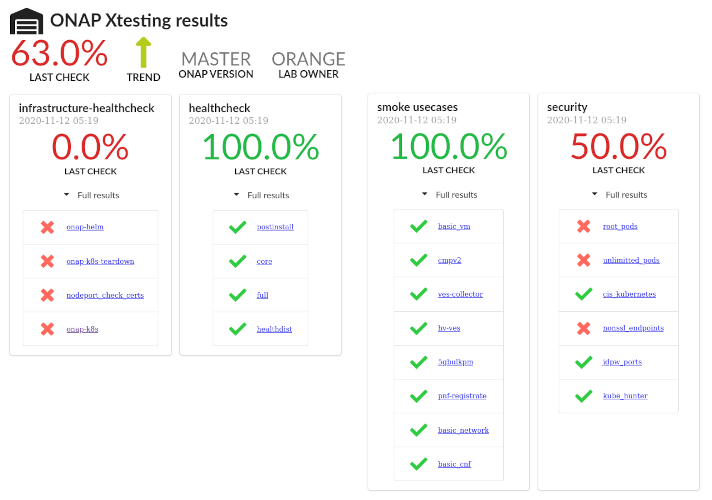 ONAP Xtesting results
63.0%
LAST CHECK
TREND
MASTER
ONAP VERSION
ORANGE
LAB OWNER
infrastructure-healthcheck
2020-11-12 05:19
0.0%
LAST CHECK
Full results
onap-helm
onap-k8s-teardown
nodeport_check_certs
onap-k8s
healthcheck
2020-11-12 05:19
100.0%
LAST CHECK
Full results
postinstall
core
full
healthdist
smoke usecases
2020-11-12 05:19
100.0%
LAST CHECK
Full results
basic_vm
cmpv2
ves-collector
hv-ves
5gbulkpm
pnf-registrate
basic_network
basic_cnf
security
2020-11-12 05:19
50.0%
LAST CHECK
Full results
root_pods
unlimitted_pods
cis_kubernetes
nonssl_endpoints
jdpw_ports
kube_hunter